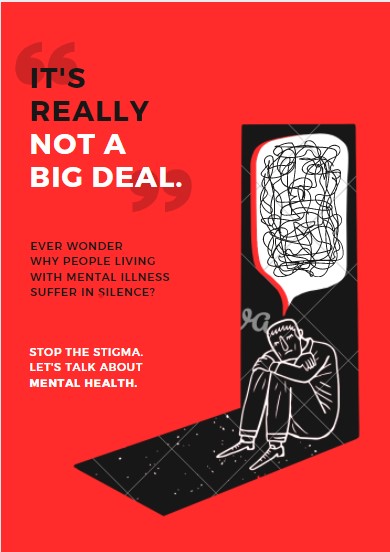 “
IT'S
REALLY
NOT A
BIG DEAL.
”
EVER WONDER
WHY PEOPLE LIVING
WITH MENTAL ILLNESS
SUFFER IN SILENCE?
STOP THE STIGMA.
LET'S TALK ABOUT
MENTAL HEALTH.